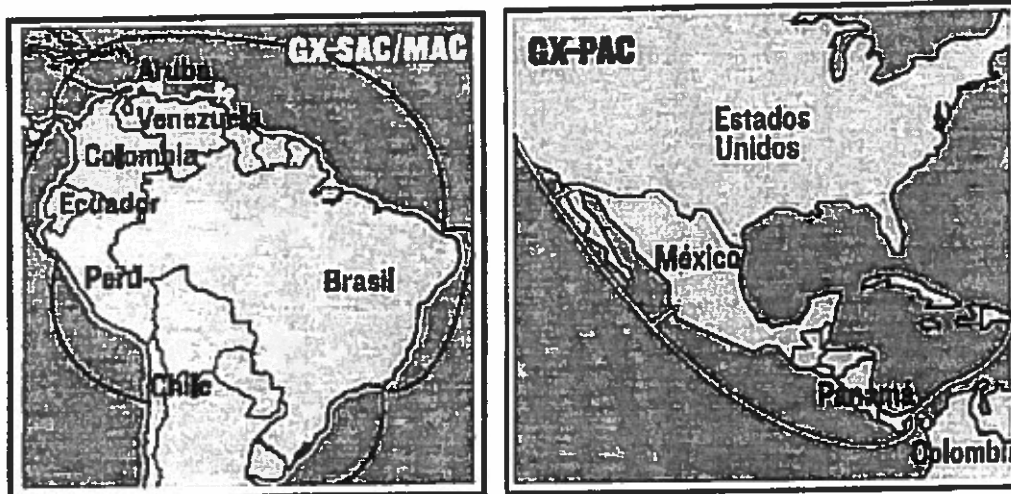 GX-SAC/MAC
Aruba
Venezuela
Colombia
Ecuador
Perú
Brasil
Chile
GX-PAC
Estados
Unidos
México
Panamá
Colombia